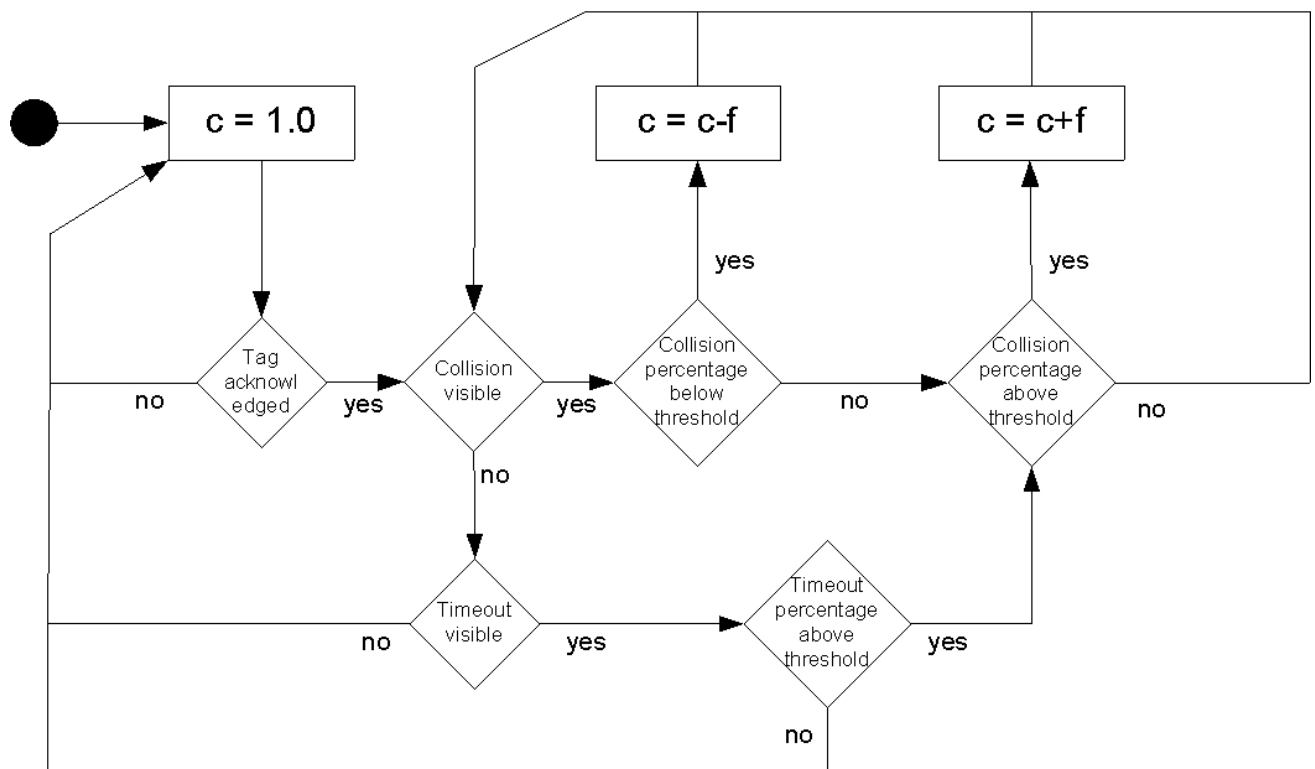 c = 1.0
c = c-f
c = c+f
yes
yes
Tag
acknowl
edged
no
yes
Collision
visible
yes
no
Collision
percentage
below
threshold
no
Collision
percentage
above
threshold
no
Timeout
visible
no
yes
Timeout
percentage
above
threshold
yes
no